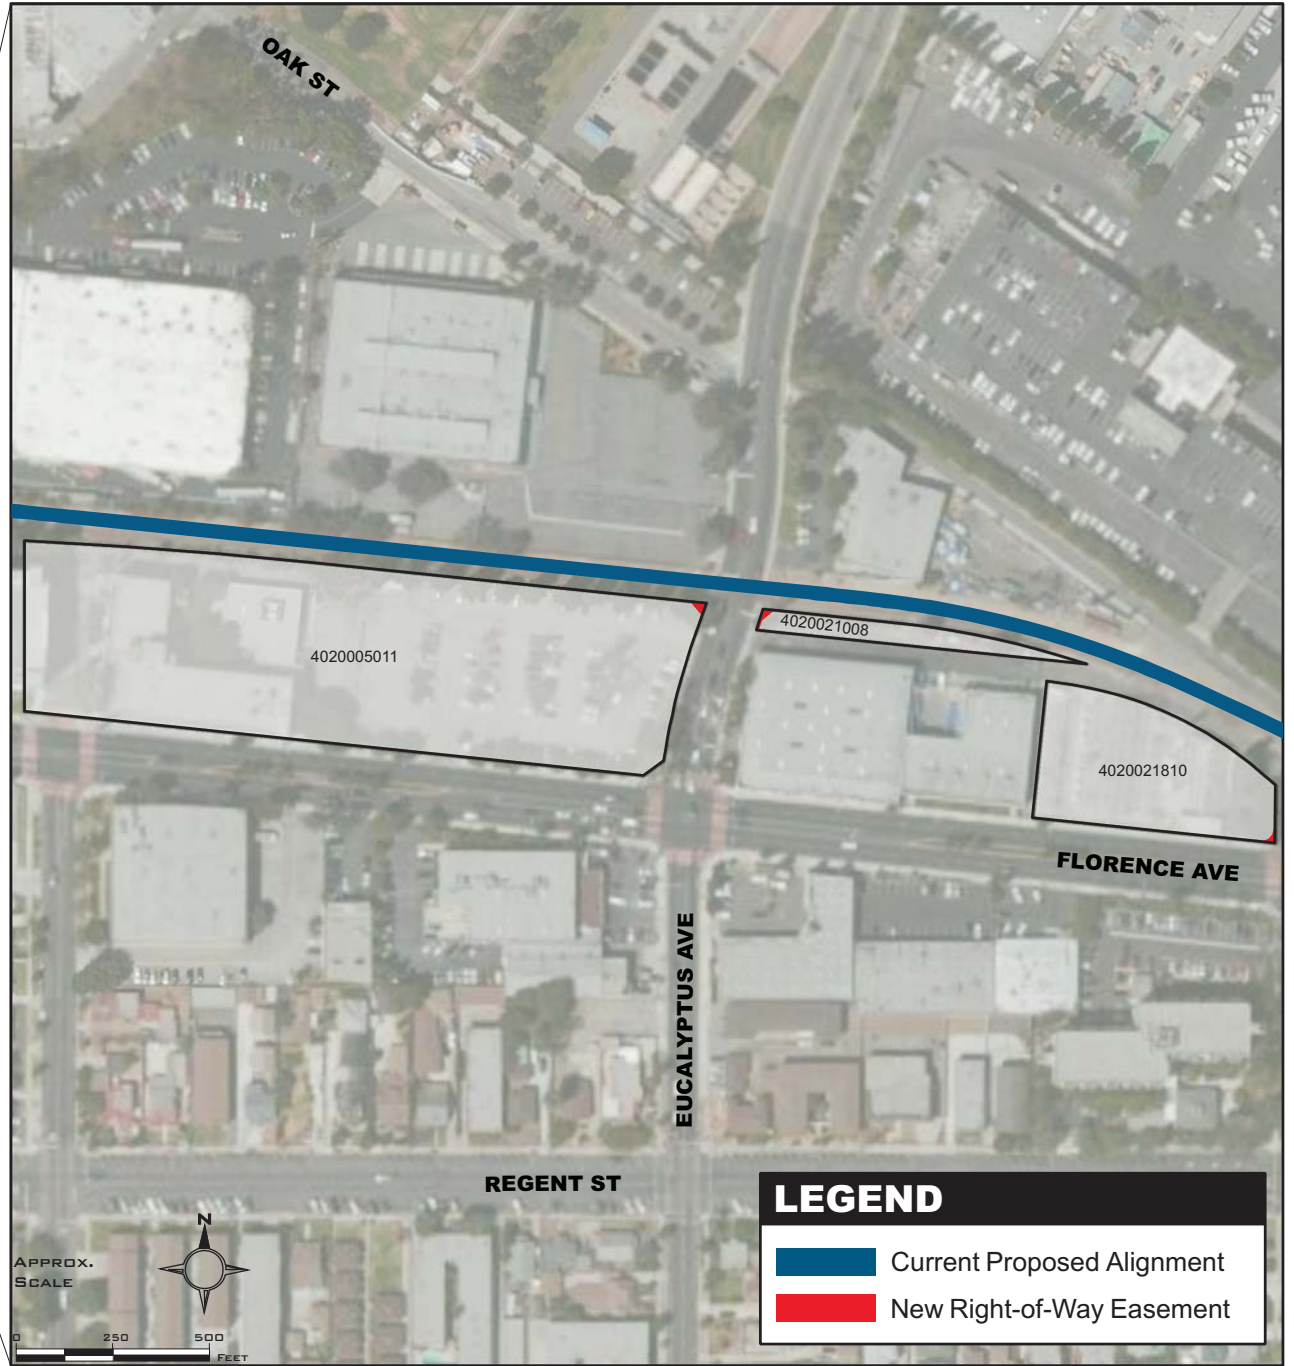 OAK ST
4020005011
4020021008
4020021810
FLORENCE AVE
EUCALYPTUS AVE
REGENT ST
N
APPROX.
SCALE
0 250 500
FEET
LEGEND
Current Proposed Alignment
New Right-of-Way Easement